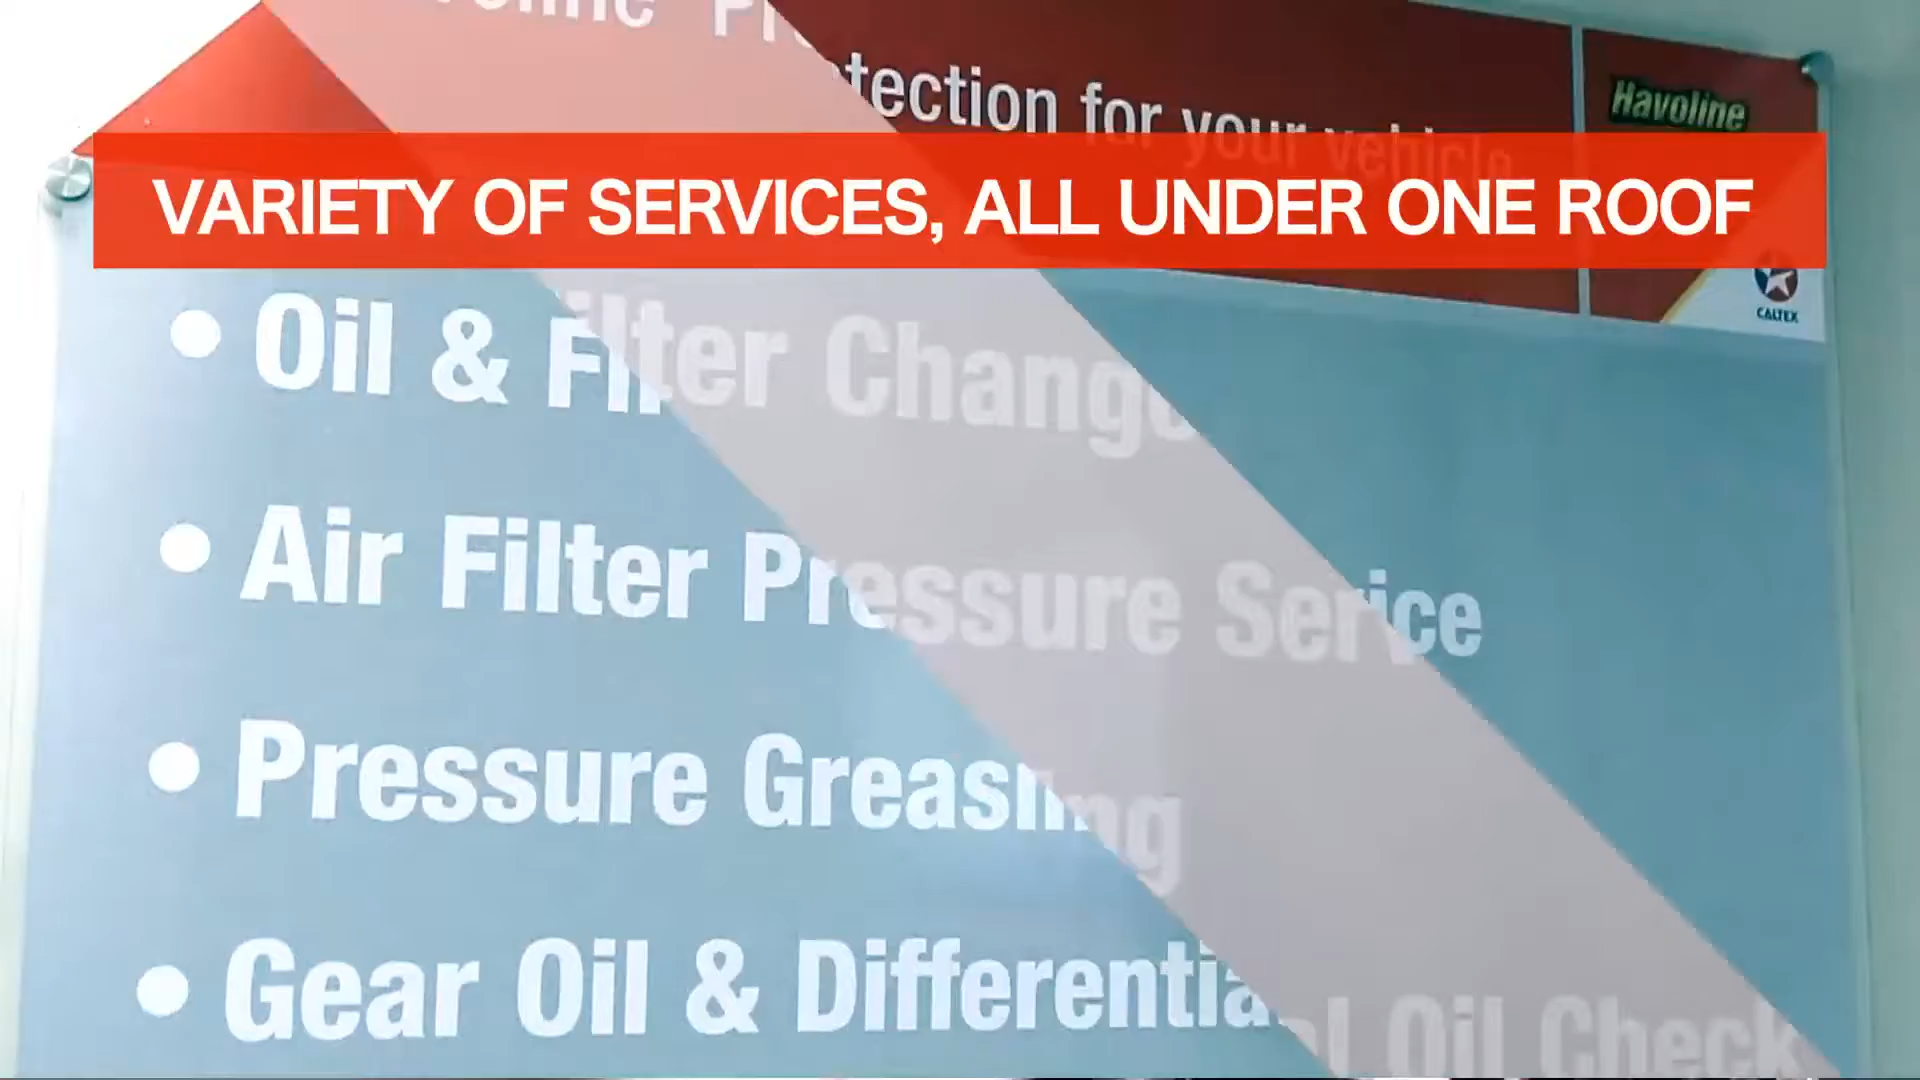 tection for your vehicle
Havoline
VARIETY OF SERVICES, ALL UNDER ONE ROOF
CALTEX
• Oil & Filter Change
• Air Filter Pressure Serice
• Pressure Greasing
• Gear Oil & Differential Oil Check